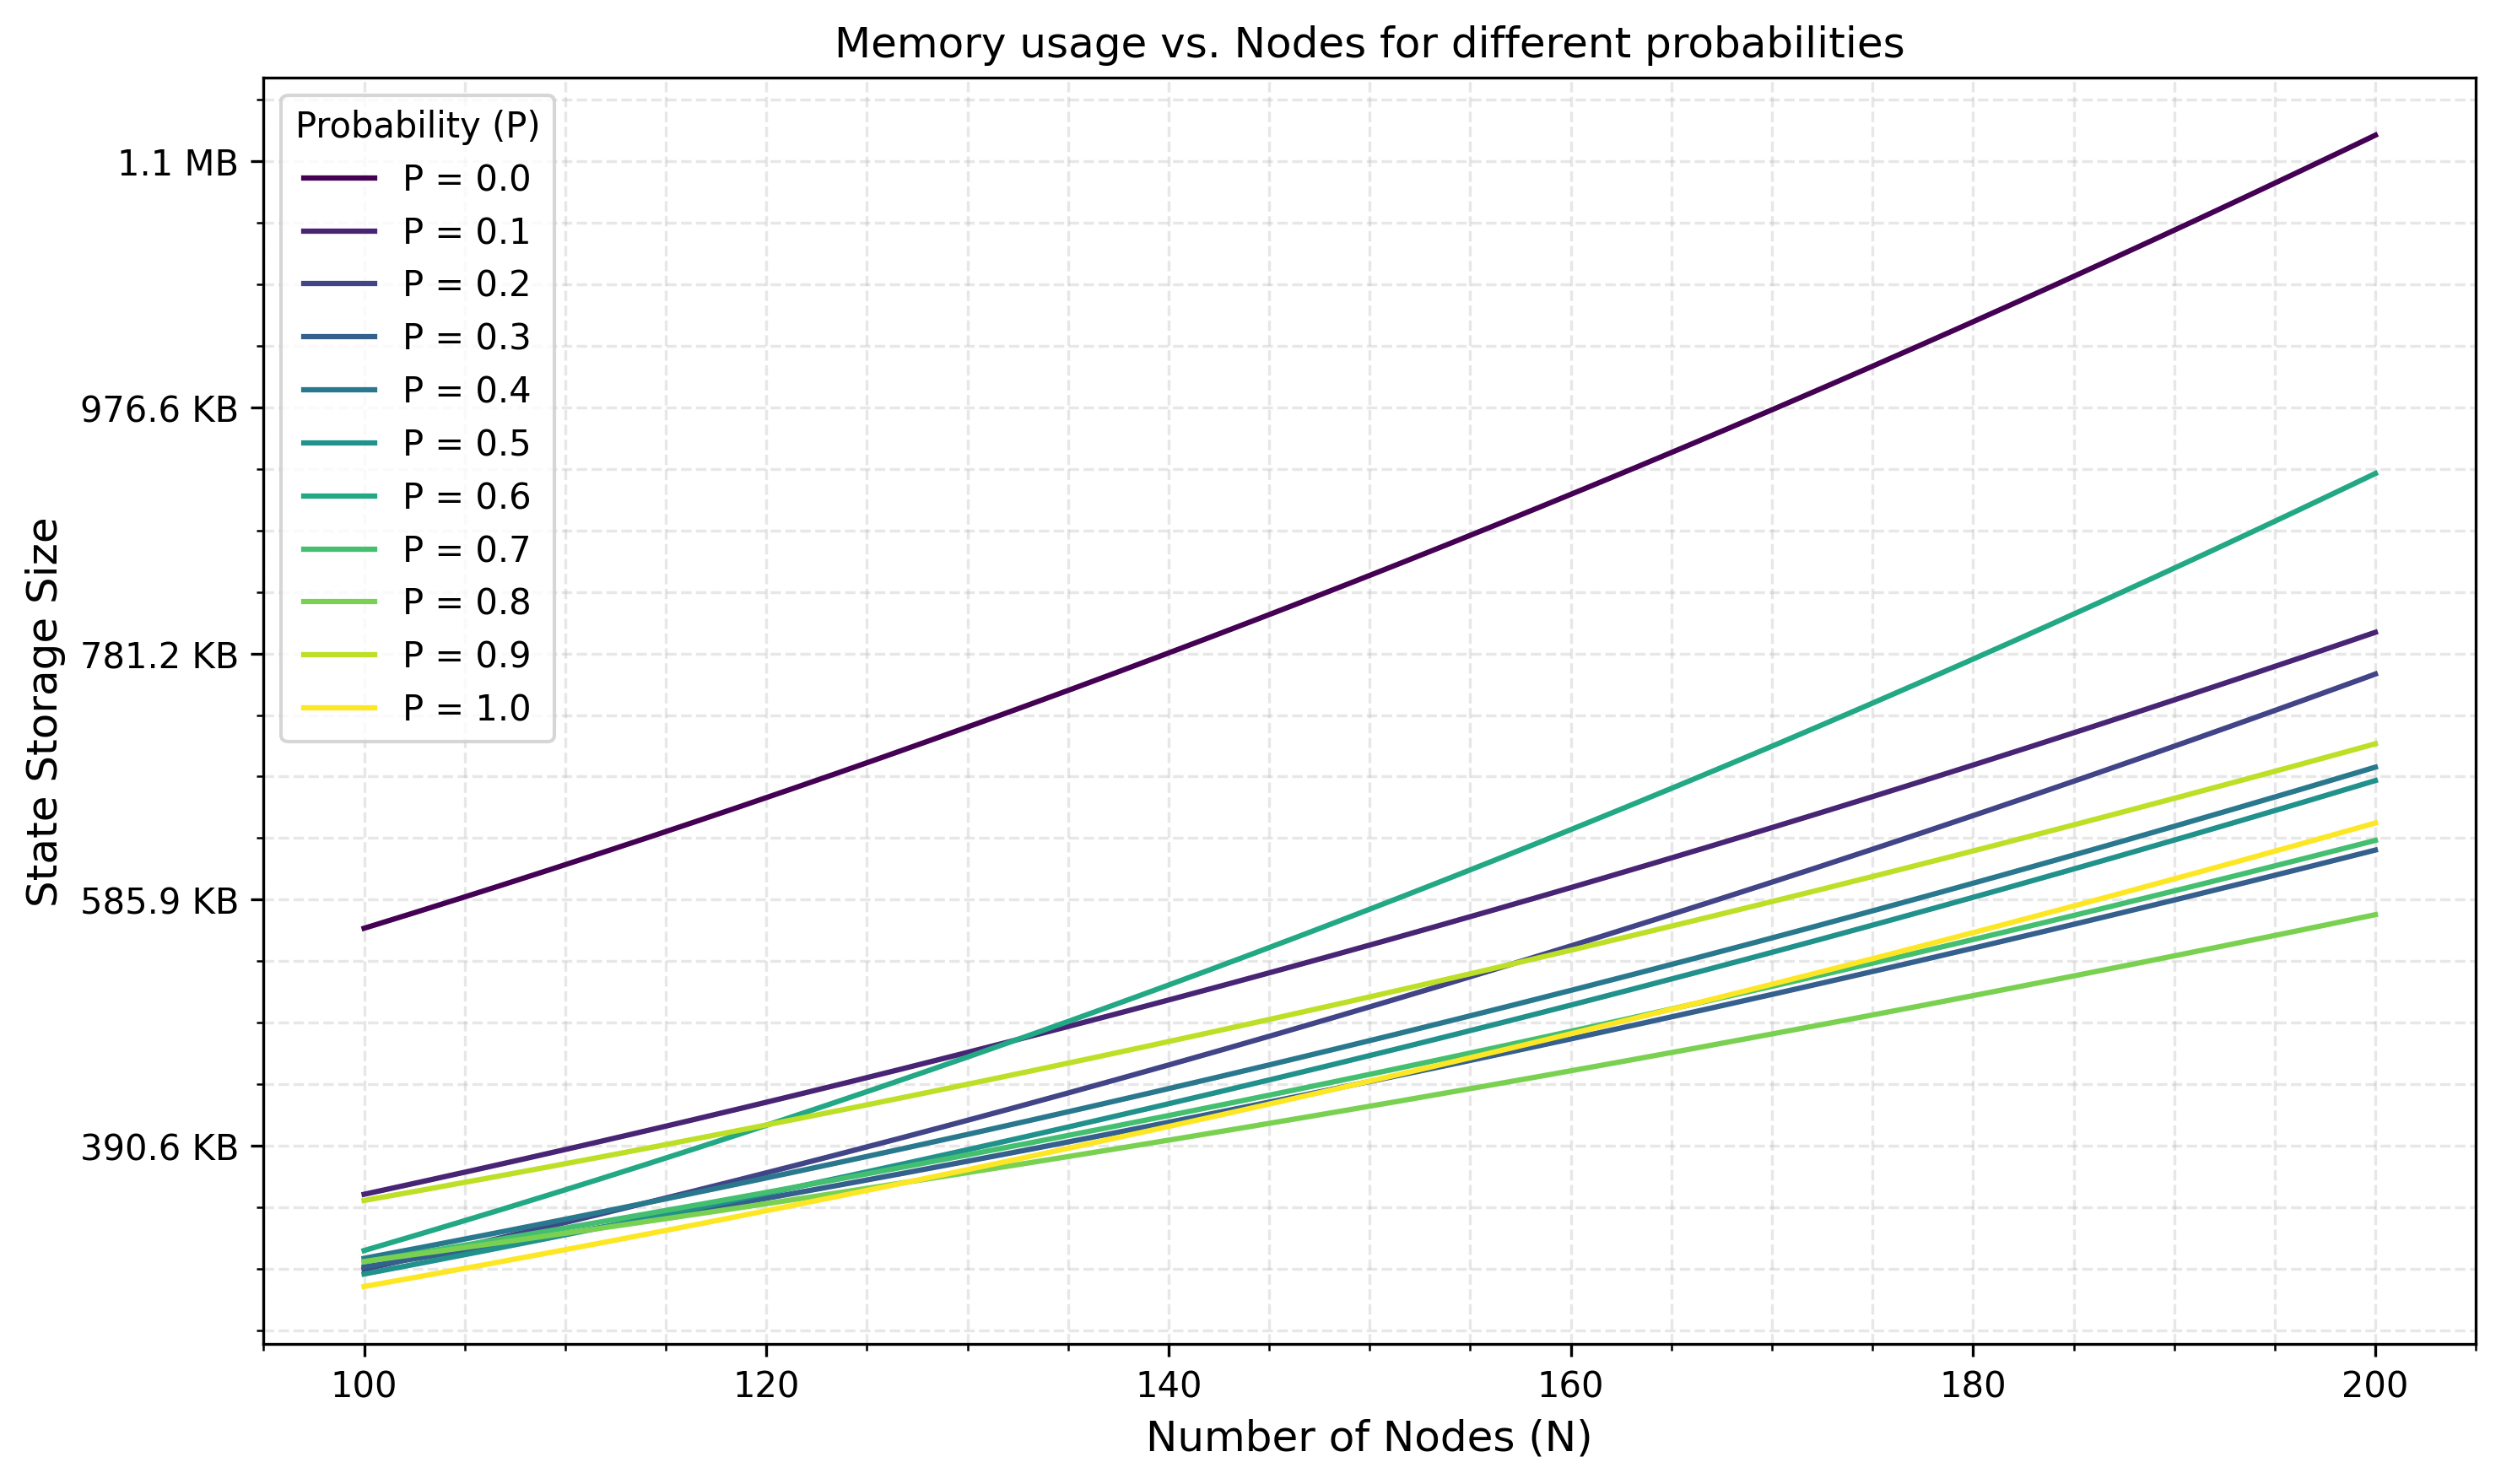 Memory usage vs. Nodes for different probabilities
Probability (P)
P = 0.0
P = 0.1
P = 0.2
P = 0.3
P = 0.4
P = 0.5
P = 0.6
P = 0.7
P = 0.8
P = 0.9
P = 1.0
1.1 MB
976.6 KB
781.2 KB
585.9 KB
390.6 KB
State Storage Size
100 120 140 160 180 200
Number of Nodes (N)